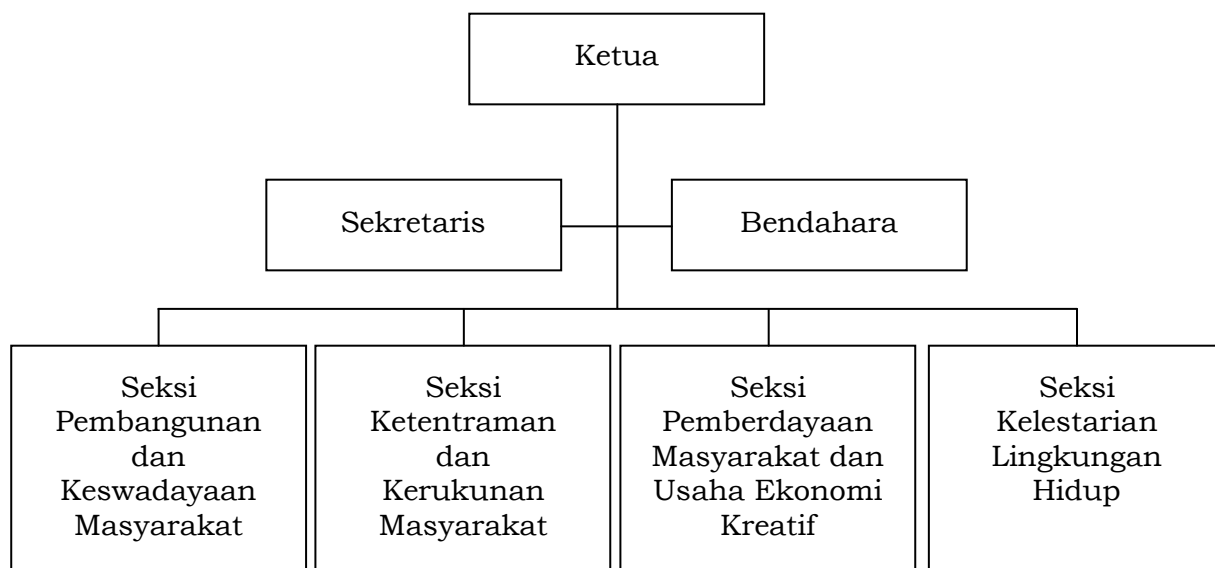 Ketua
Sekretaris
Bendahara
Seksi
Pembangunan
dan
Keswadayaan
Masyarakat
Seksi
Ketentraman
dan
Kerukunan
Masyarakat
Seksi
Pemberdayaan
Masyarakat dan
Usaha Ekonomi
Kreatif
Seksi
Kelestarian
Lingkungan
Hidup